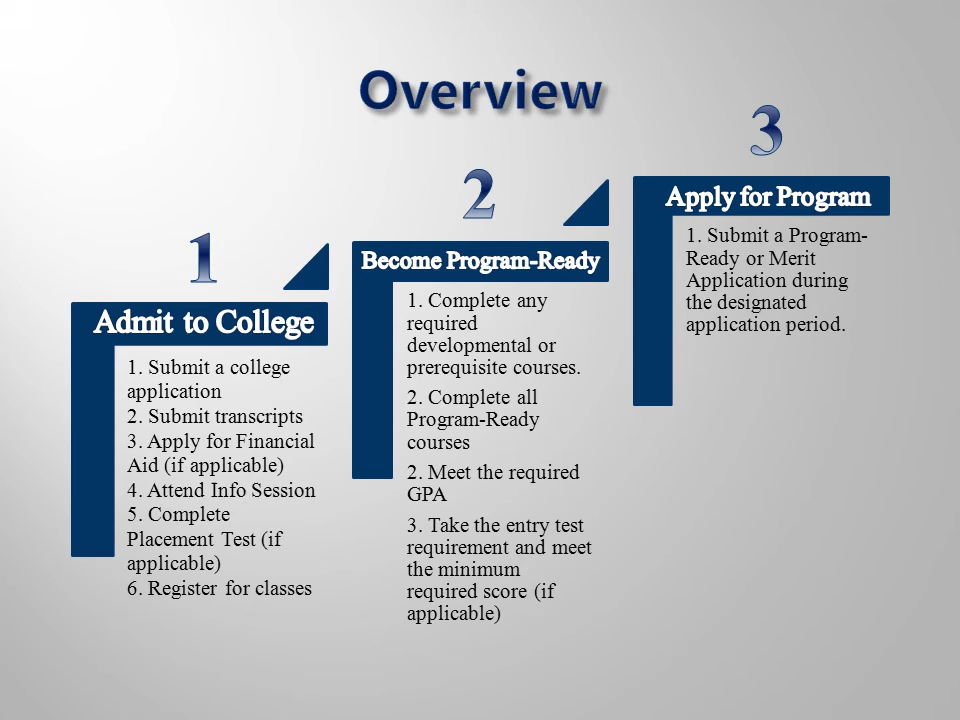 Overview
1
Admit to College
1. Submit a college
application
2. Submit transcripts
3. Apply for Financial
Aid (if applicable)
4. Attend Info Session
5. Complete
Placement Test (if
applicable)
6. Register for classes
2
Become Program-Ready
1. Complete any
required
developmental or
prerequisite courses.
2. Complete all
Program-Ready
courses
2. Meet the required
GPA
3. Take the entry test
requirement and meet
the minimum
required score (if
applicable)
3
Apply for Program
1. Submit a Program-
Ready or Merit
Application during
the designated
application period.